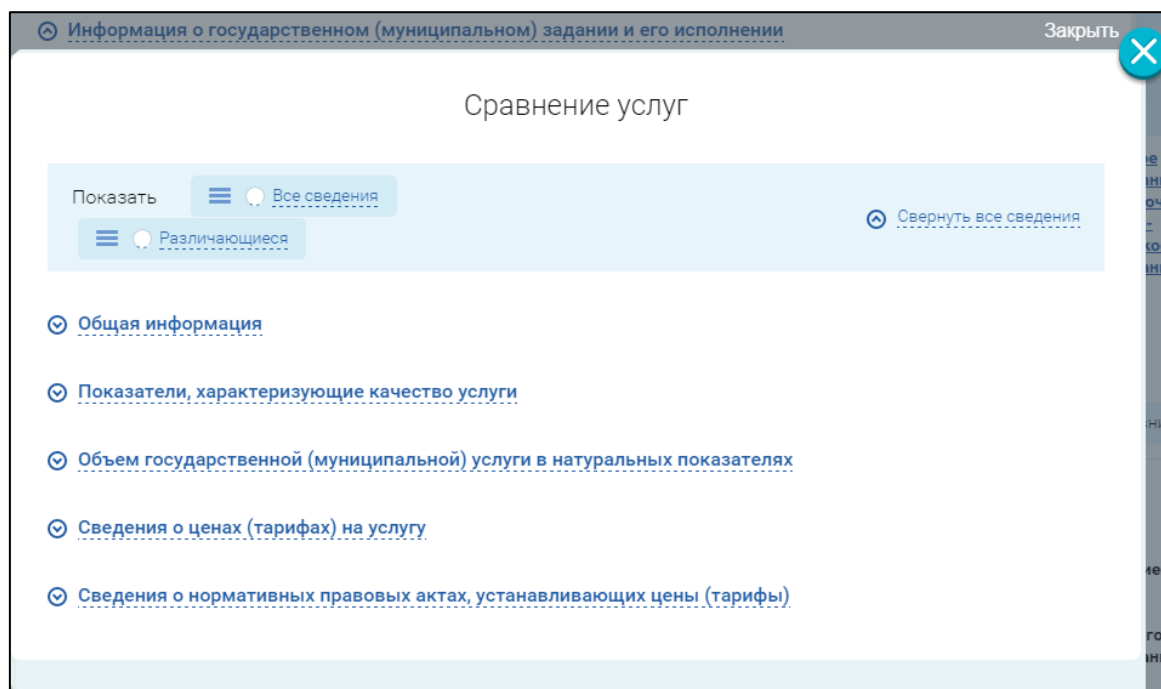 Информация о государственном (муниципальном) задании и его исполнении
Закрыть
Сравнение услуг
Показать
Все сведения
Различающиеся
Свернуть все сведения
Общая информация
Показатели, характеризующие качество услуги
Объем государственной (муниципальной) услуги в натуральных показателях
Сведения о ценах (тарифах) на услугу
Сведения о нормативных правовых актах, устанавливающих цены (тарифы)